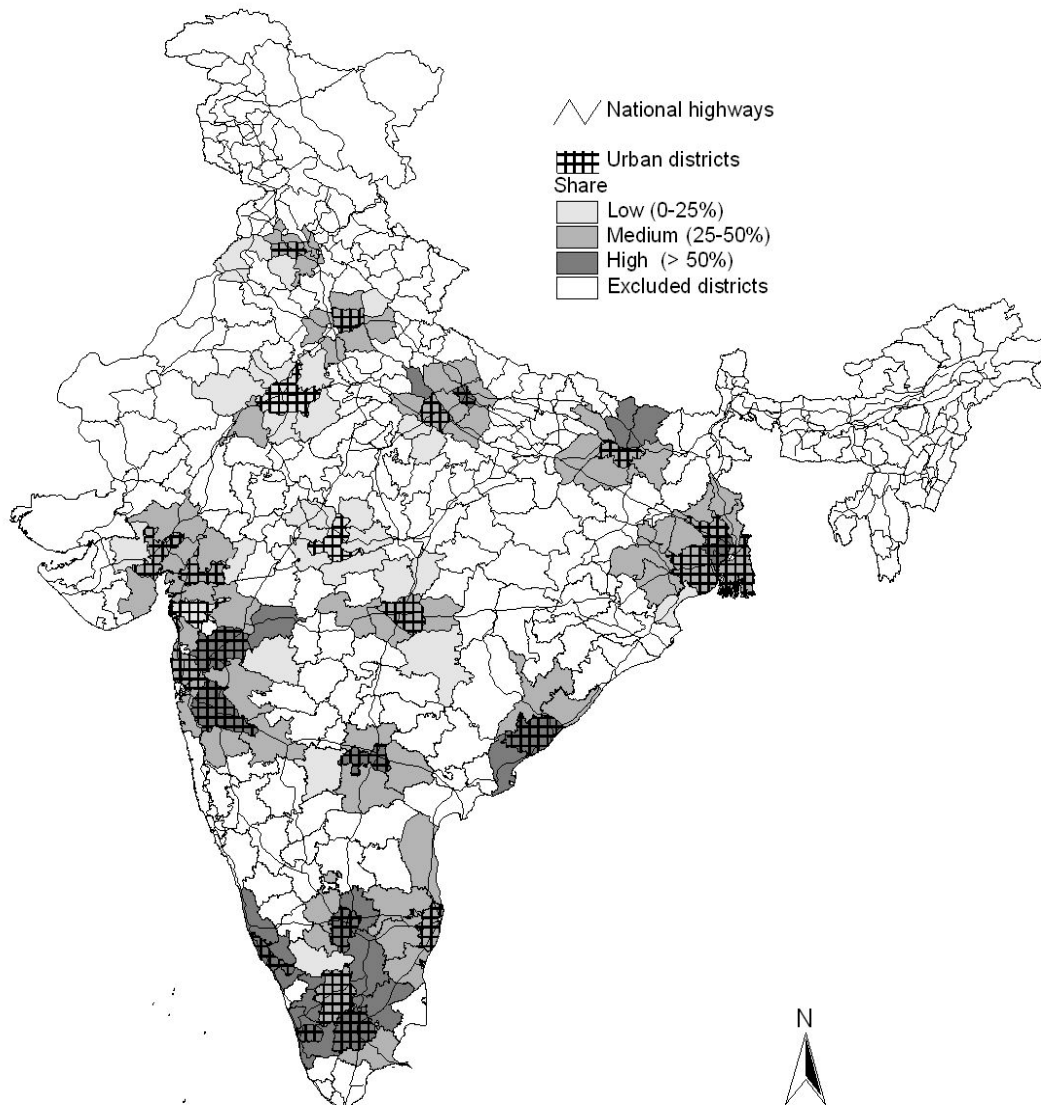 National highways
Urban districts
Share
Low (0-25%)
Medium (25-50%)
High (> 50%)
Excluded districts
N